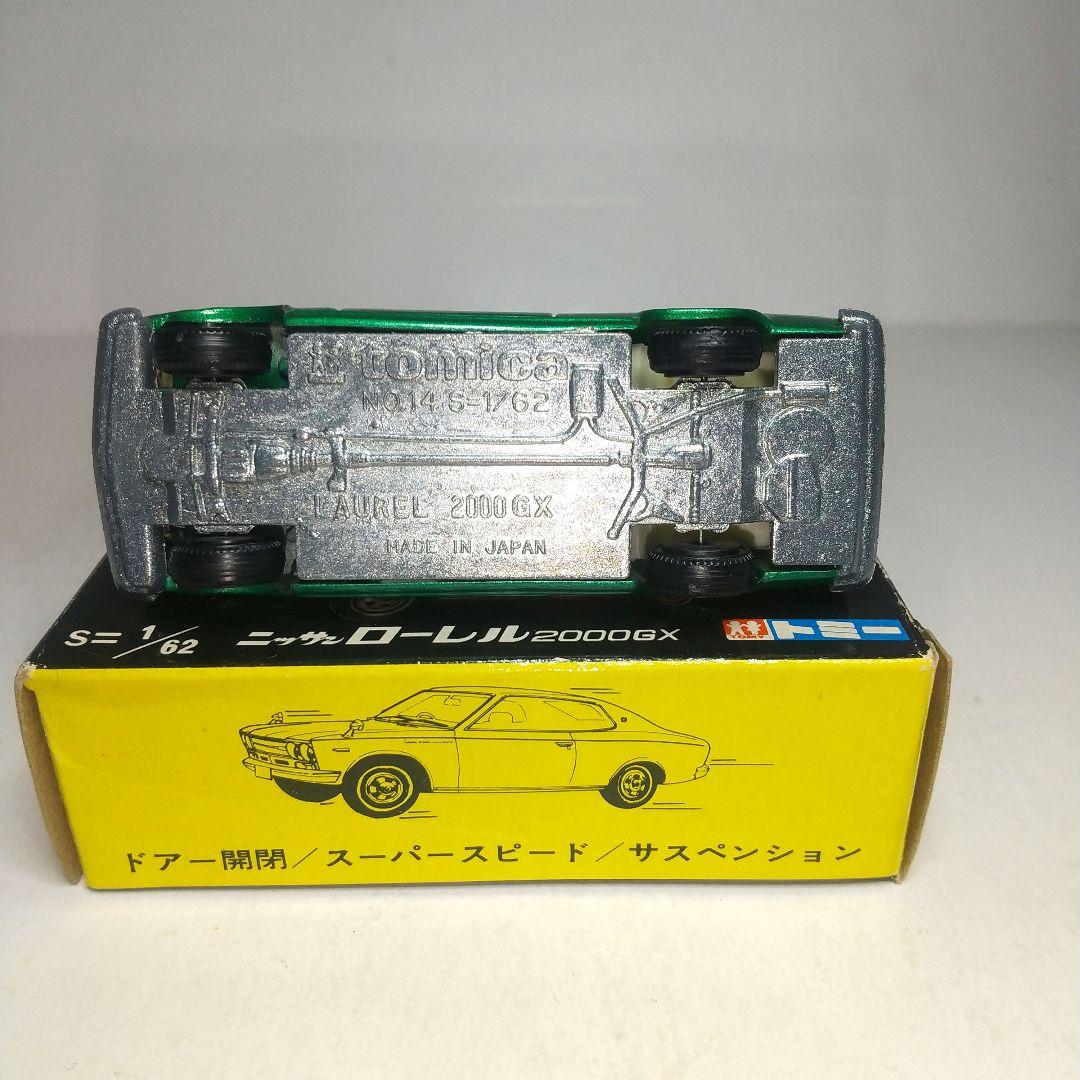 tomica
NO.14 S=1/62
LAUREL 2000GX
MADE IN JAPAN
S=1/62 ニッサン ローレル2000GX TOMY トミー
ドアー開閉/スーパースピード/サスペンション